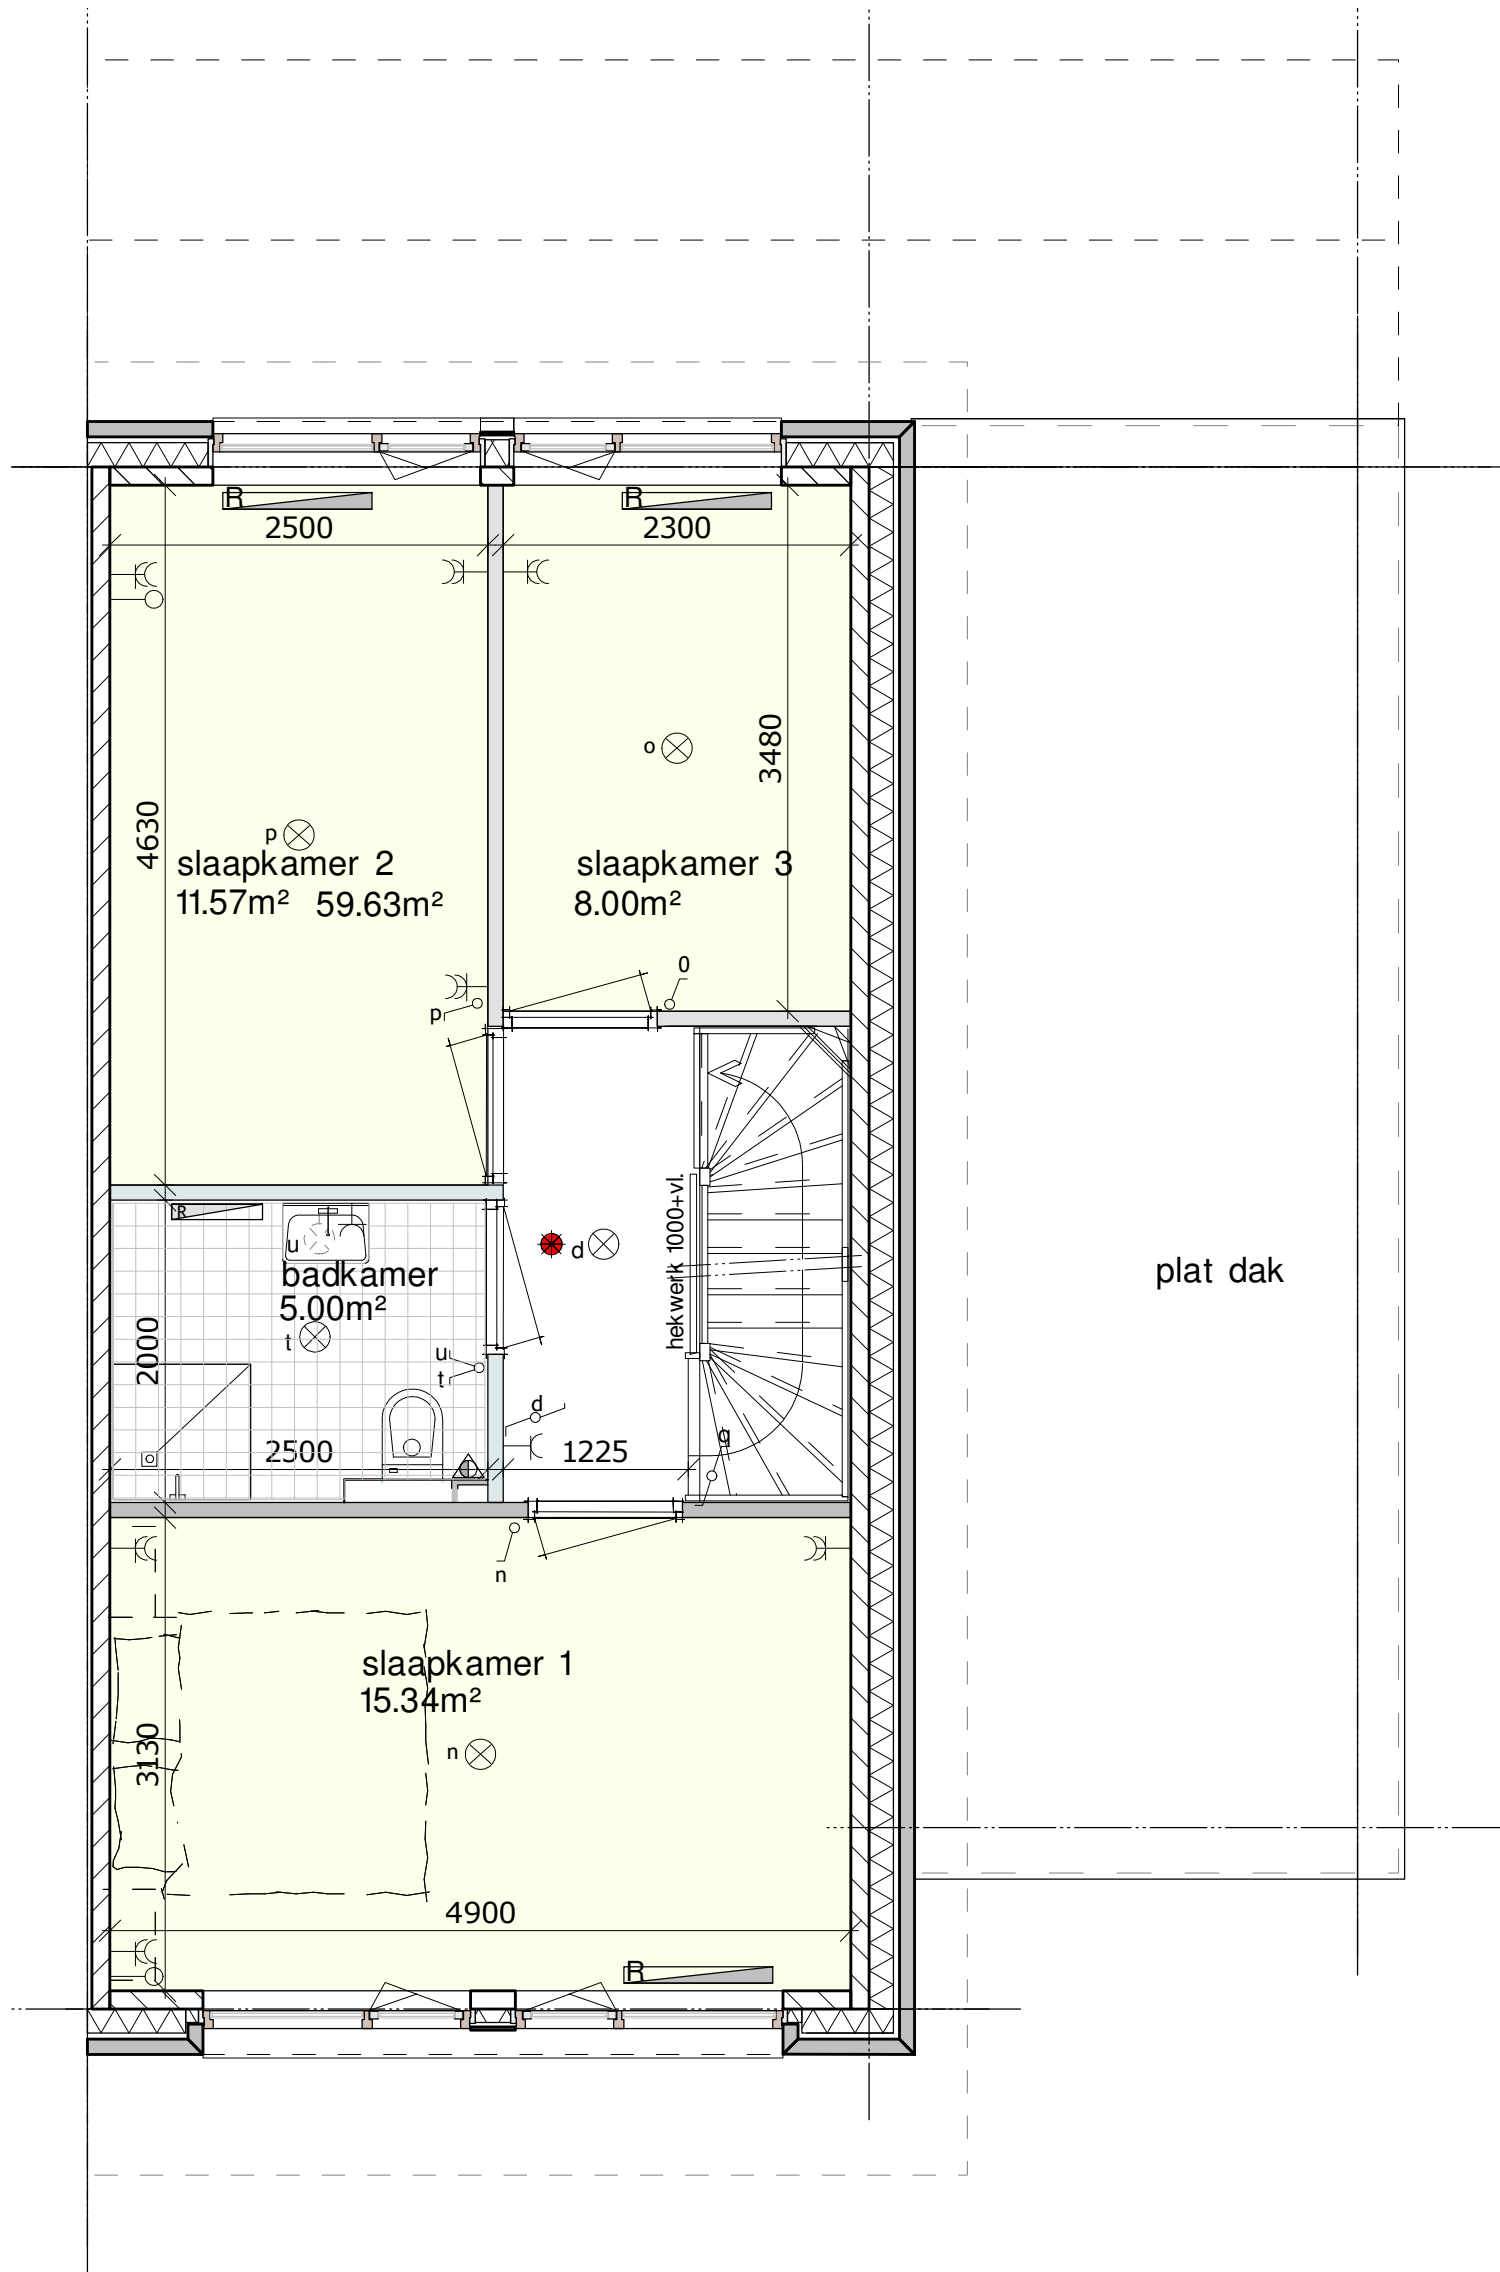 R
R
2500
2300
3480
o
4630
p
slaapkamer 2
slaapkamer 3
11.57m² 59.63m²
8.00m²
0
p
R
u
d
hekwerk 1000+vl.
badkamer
5.00m²
plat dak
t
2000
u
t
d
q
2500
1225
n
slaapkamer 1
15.34m²
n
3130
4900
R